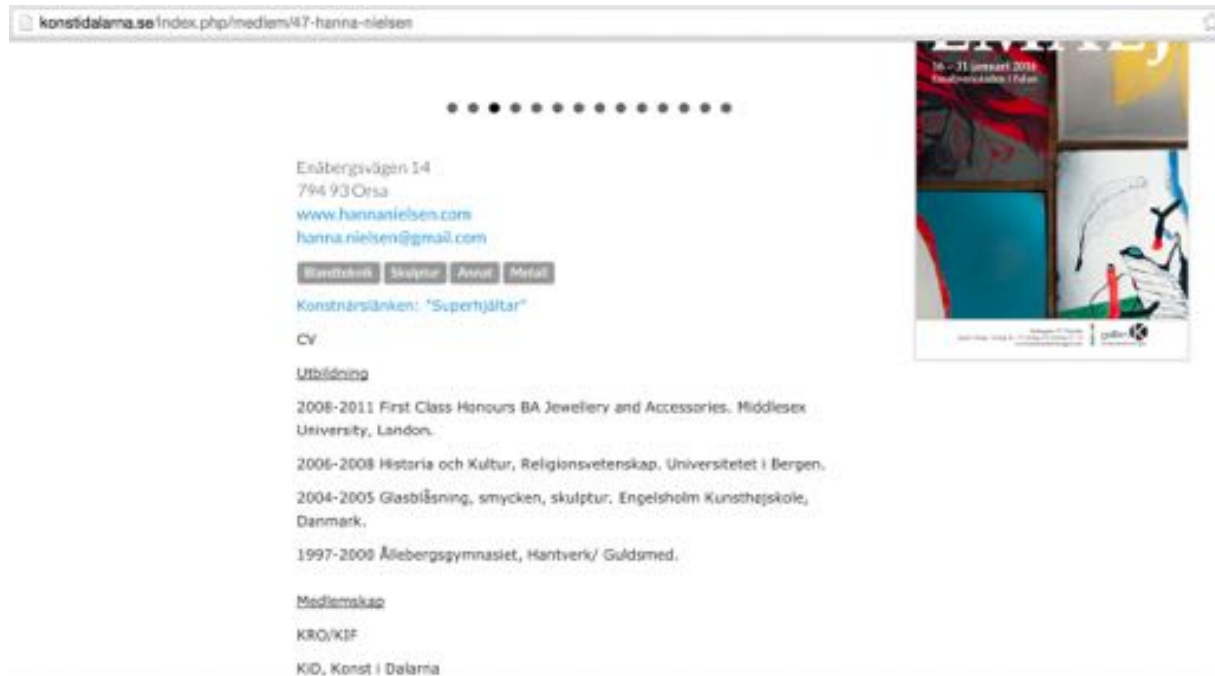 konstidalarna.se/index.php/medlem/47-hanna-nielsen
16 – 31 januari 2016
Enåbergsvägen 14
794 93 Orsa
www.hannanielsen.com
hanna.nielsen@gmail.com
Blandteknik Skulptur Annat Metall
Konstnärslänken: "Superhjältar"
CV
Utbildning
2008-2011 First Class Honours BA Jewellery and Accessories. Middlesex
University, London.
2006-2008 Historia och Kultur, Religionsvetenskap. Universitetet i Bergen.
2004-2005 Glasblåsning, smycken, skulptur. Engelsholm Kunsthøjskole,
Danmark.
1997-2000 Ållebergsgymnasiet, Hantverk/ Guldsmed.
Medlemskap
KRO/KIF
KiD, Konst i Dalarna